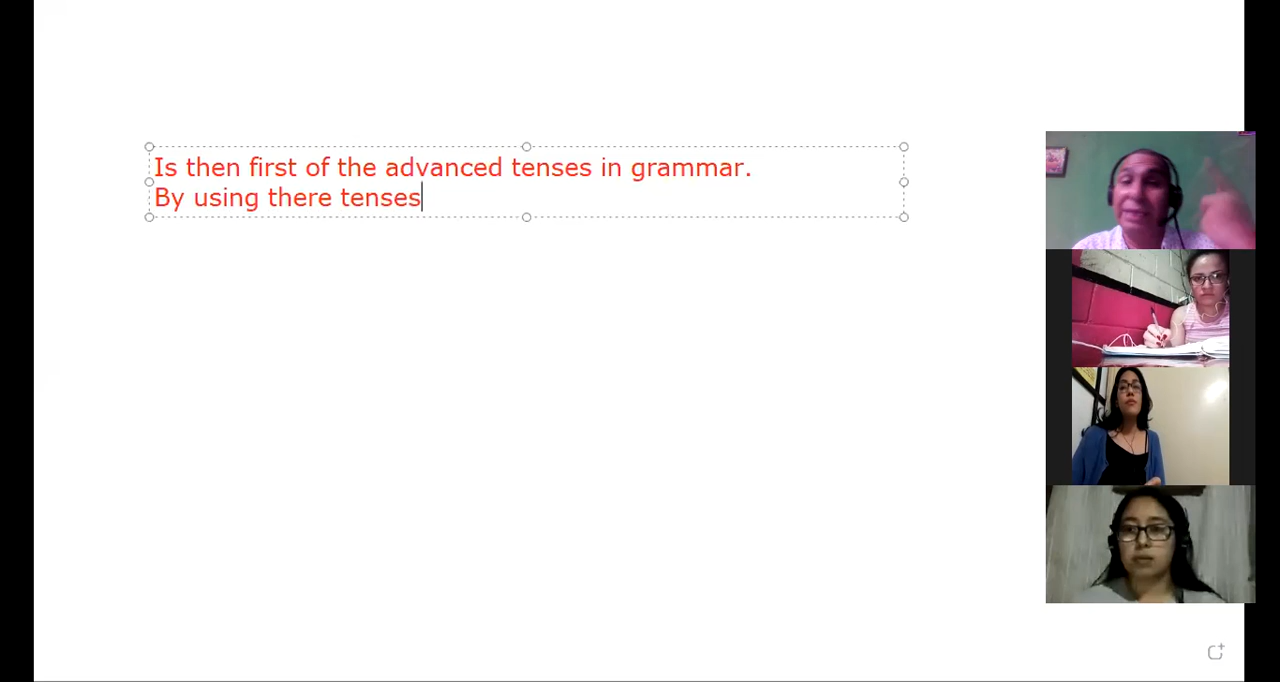 Is then first of the advanced tenses in grammar.
By using there tenses